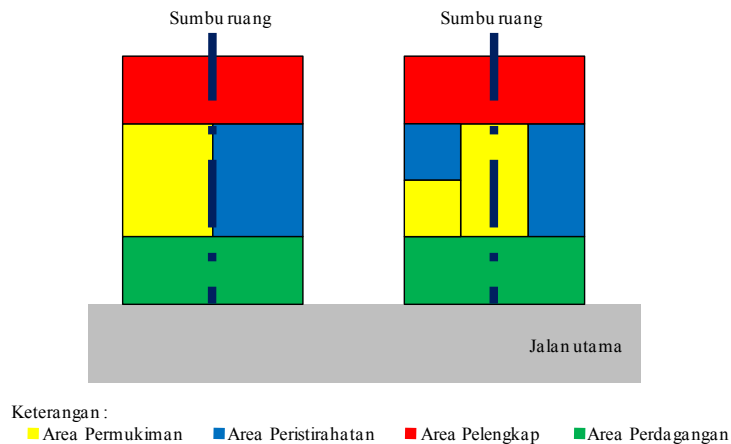 Sumbu ruang Sumbu ruang
Jalan utama
Keterangan :
Area Permukiman Area Peristirahatan Area Pelengkap Area Perdagangan